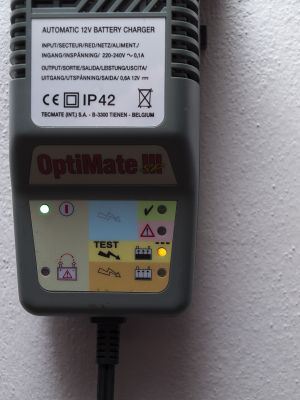 AUTOMATIC 12V BATTERY CHARGER
INPUT/SECTEUR/RED/NETZ/ALIMENT./
INGANG/INSPÄNNING/ 220-240V ~ 0,1A
OUTPUT/SORTIE/SALIDA/LEISTUNG/USCITA/
UITGANG/UTSPÄNNING/SAIDA/ 0,6A 12V
CE IP42
TECMATE (INT.) S.A. - B-3300 TIENEN - BELGIUM
OptiMate III
TEST